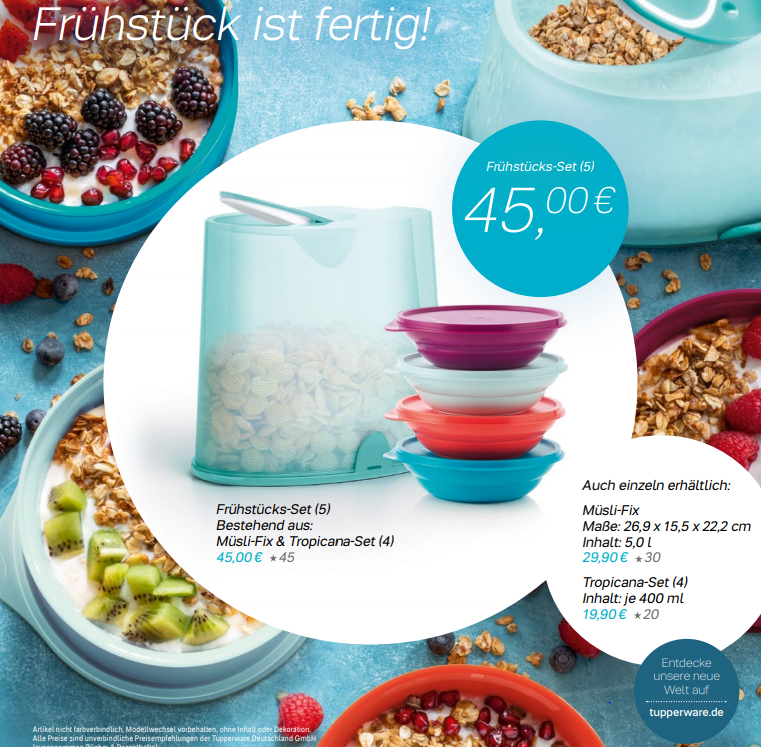 Frühstück ist fertig!
Frühstücks-Set (5)
45,00 €
Frühstücks-Set (5)
Bestehend aus:
Müsli-Fix & Tropicana-Set (4)
45,00 € ★45
Auch einzeln erhältlich:
Müsli-Fix
Maße: 26,9 x 15,5 x 22,2 cm
Inhalt: 5,0 l
29,90 € ★30
Tropicana-Set (4)
Inhalt: je 400 ml
19,90 € ★20
Entdecke
unsere neue
Welt auf
tupperware.de
Artikel nicht farbverbindlich, Modellwechsel vorbehalten, ohne Inhalt oder Dekoration.
Alle Preise sind unverbindliche Preisempfehlungen der Tupperware Deutschland GmbH